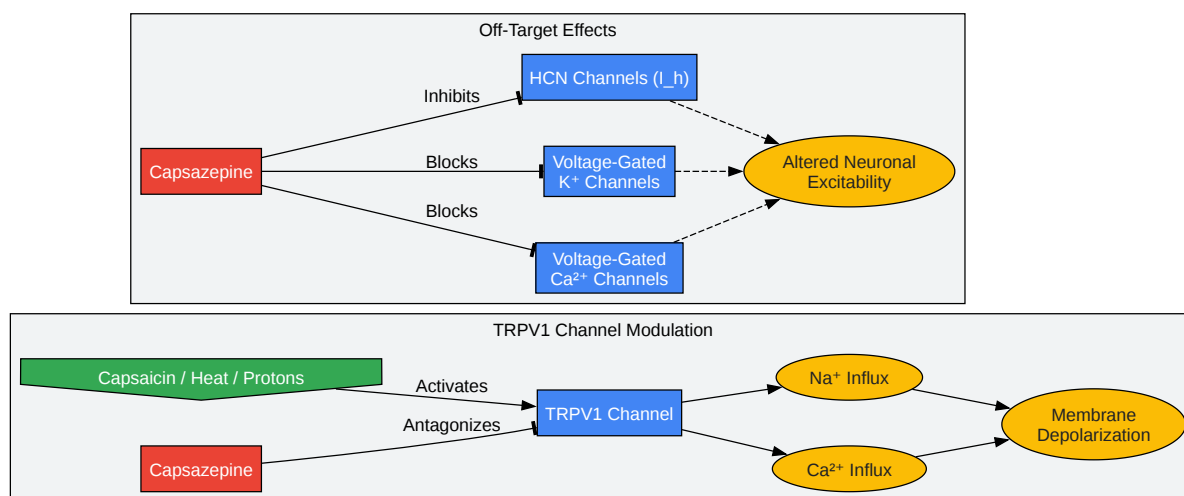 Off-Target Effects
HCN Channels (I_h)
Inhibits
Capsazepine
Blocks
Voltage-Gated
K⁺ Channels
Altered Neuronal
Excitability
Blocks
Voltage-Gated
Ca²⁺ Channels
TRPV1 Channel Modulation
Capsaicin / Heat / Protons
Activates
TRPV1 Channel
Na⁺ Influx
Antagonizes
Capsazepine
Ca²⁺ Influx
Membrane
Depolarization